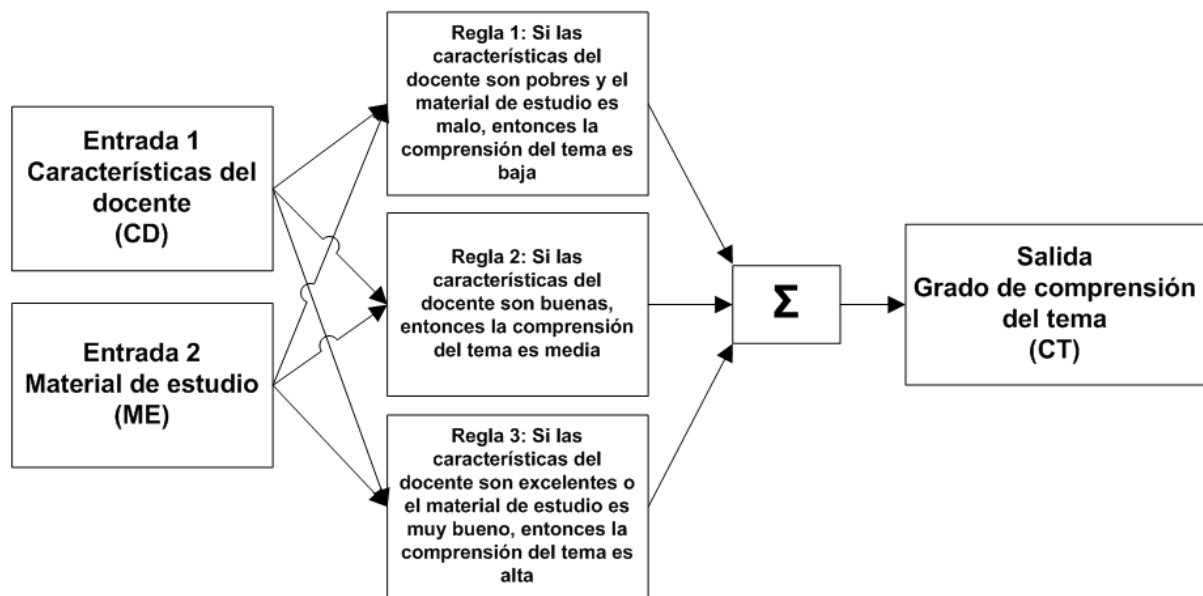 Entrada 1
Características del
docente
(CD)
Entrada 2
Material de estudio
(ME)
Regla 1: Si las
características del
docente son pobres y el
material de estudio es
malo, entonces la
comprensión del tema es
baja
Regla 2: Si las
características del
docente son buenas,
entonces la comprensión
del tema es media
Regla 3: Si las
características del
docente son excelentes o
el material de estudio es
muy bueno, entonces la
comprensión del tema es
alta
Σ
Salida
Grado de comprensión
del tema
(CT)